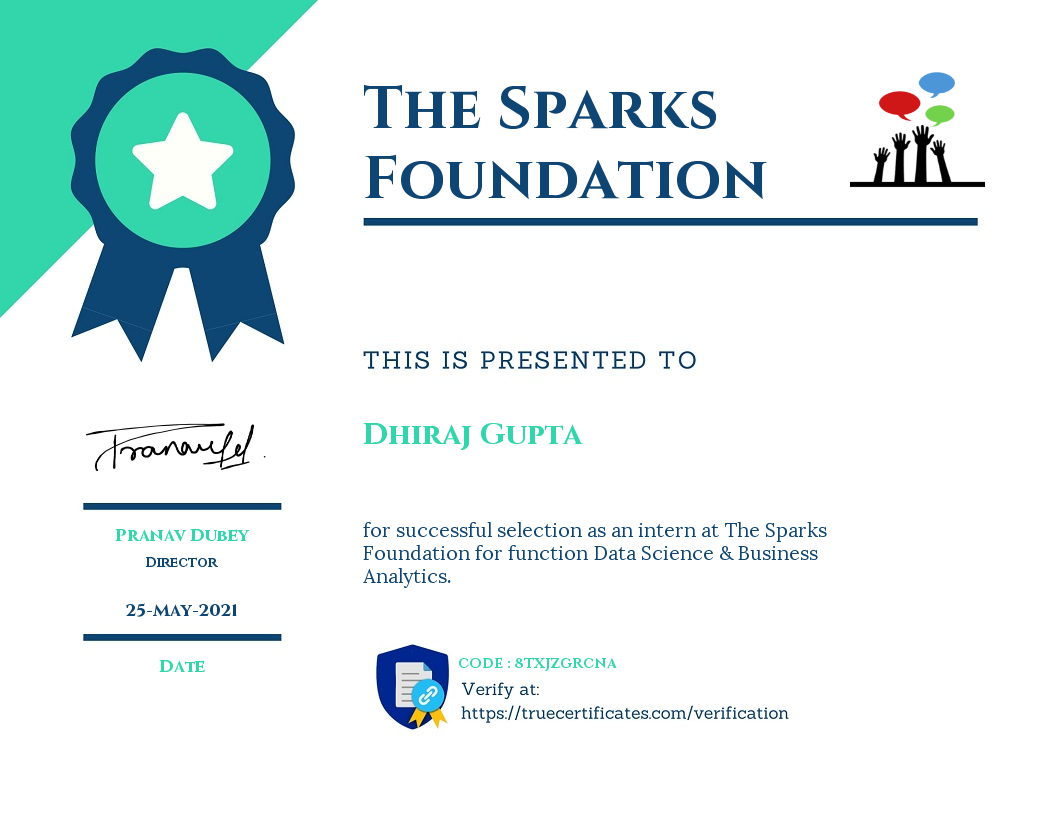 The Sparks
Foundation
THIS IS PRESENTED TO
Dhiraj Gupta
for successful selection as an intern at The Sparks
Foundation for function Data Science & Business
Analytics.
Pranav Dubey
Director
25-May-2021
Date
CODE : 8TXJZGRCNA
Verify at:
https://truecertificates.com/verification